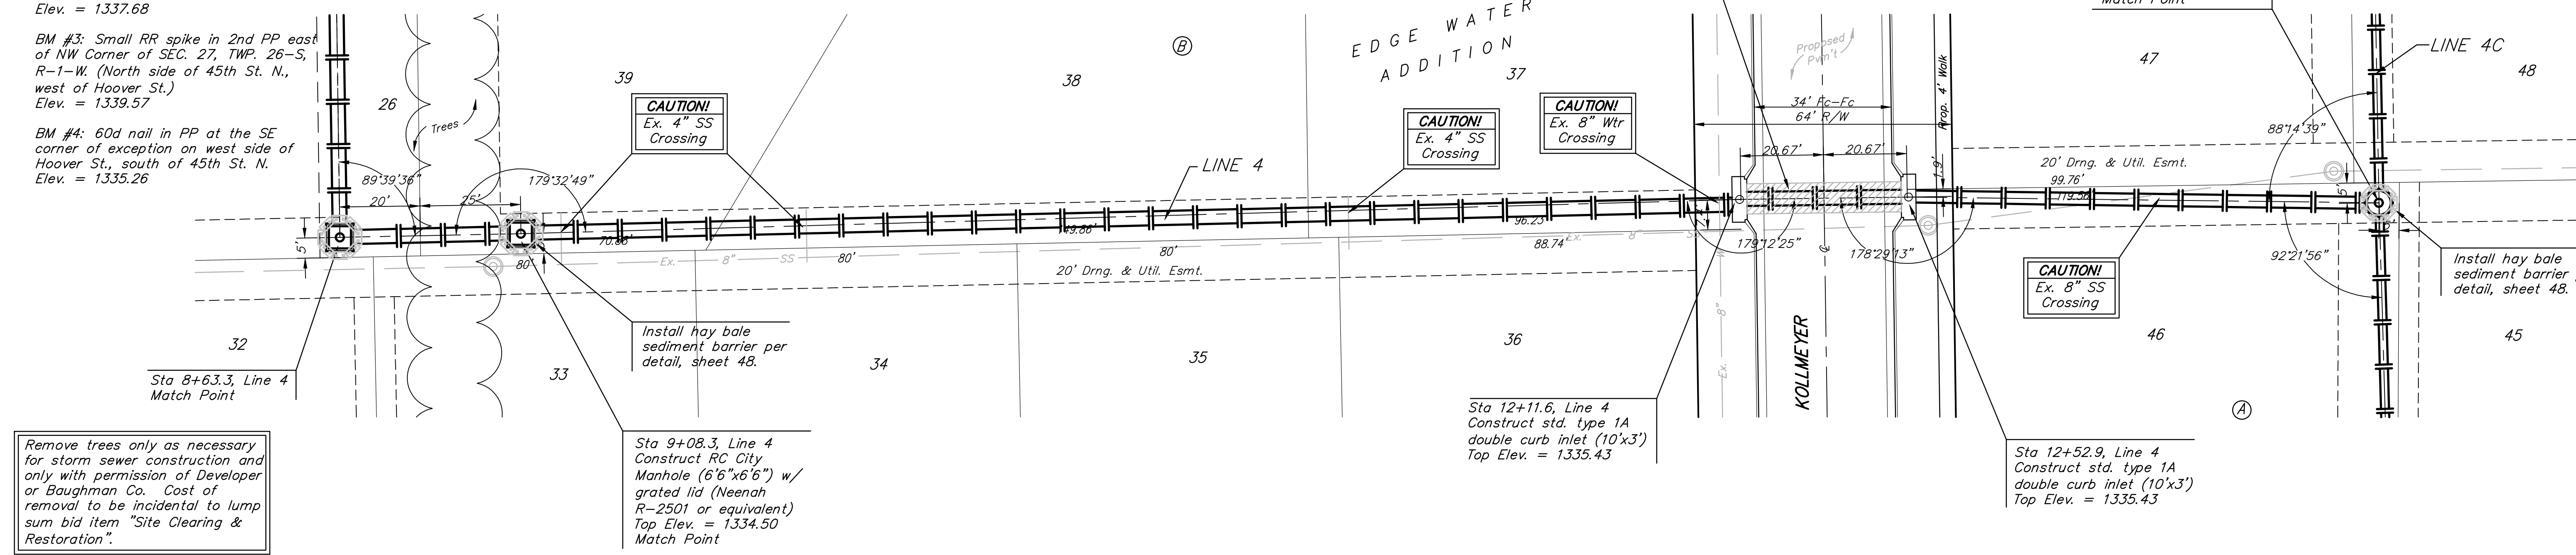 Elev. = 1337.68
BM #3: Small RR spike in 2nd PP east
of NW Corner of SEC. 27, TWP. 26-S,
R-1-W. (North side of 45th St. N.,
west of Hoover St.)
Elev. = 1339.57
BM #4: 60d nail in PP at the SE
corner of exception on west side of
Hoover St., south of 45th St. N.
Elev. = 1335.26
26
Trees
89°39'36"
20'
25'
179°32'49"
5'
39
CAUTION!
Ex. 4" SS
Crossing
38
B
EDGE WATER
ADDITION
37
CAUTION!
Ex. 4" SS
Crossing
CAUTION!
Ex. 8" Wtr
Crossing
LINE 4
70.86'
149.86'
96.23'
80'
80'
80'
88.74'
Ex. 8" SS
Ex. 8" SS
20' Drng. & Util. Esmt.
Proposed
Pvm't
34' Fc-Fc
64' R/W
Prop. 4' Walk
20.67'
20.67'
1.9'
179°12'25"
178°29'13"
Ex. 8"
KOLLMEYER
Match Point
47
LINE 4C
48
88°14'39"
20' Drng. & Util. Esmt.
99.76'
119.56'
5'
92°21'56"
CAUTION!
Ex. 8" SS
Crossing
Install hay bale
sediment barrier
detail, sheet 48.
46
45
A
32
33
34
35
36
Sta 8+63.3, Line 4
Match Point
Install hay bale
sediment barrier per
detail, sheet 48.
Remove trees only as necessary
for storm sewer construction and
only with permission of Developer
or Baughman Co. Cost of
removal to be incidental to lump
sum bid item "Site Clearing &
Restoration".
Sta 9+08.3, Line 4
Construct RC City
Manhole (6'6"x6'6") w/
grated lid (Neenah
R-2501 or equivalent)
Top Elev. = 1334.50
Match Point
Sta 12+11.6, Line 4
Construct std. type 1A
double curb inlet (10'x3')
Top Elev. = 1335.43
Sta 12+52.9, Line 4
Construct std. type 1A
double curb inlet (10'x3')
Top Elev. = 1335.43